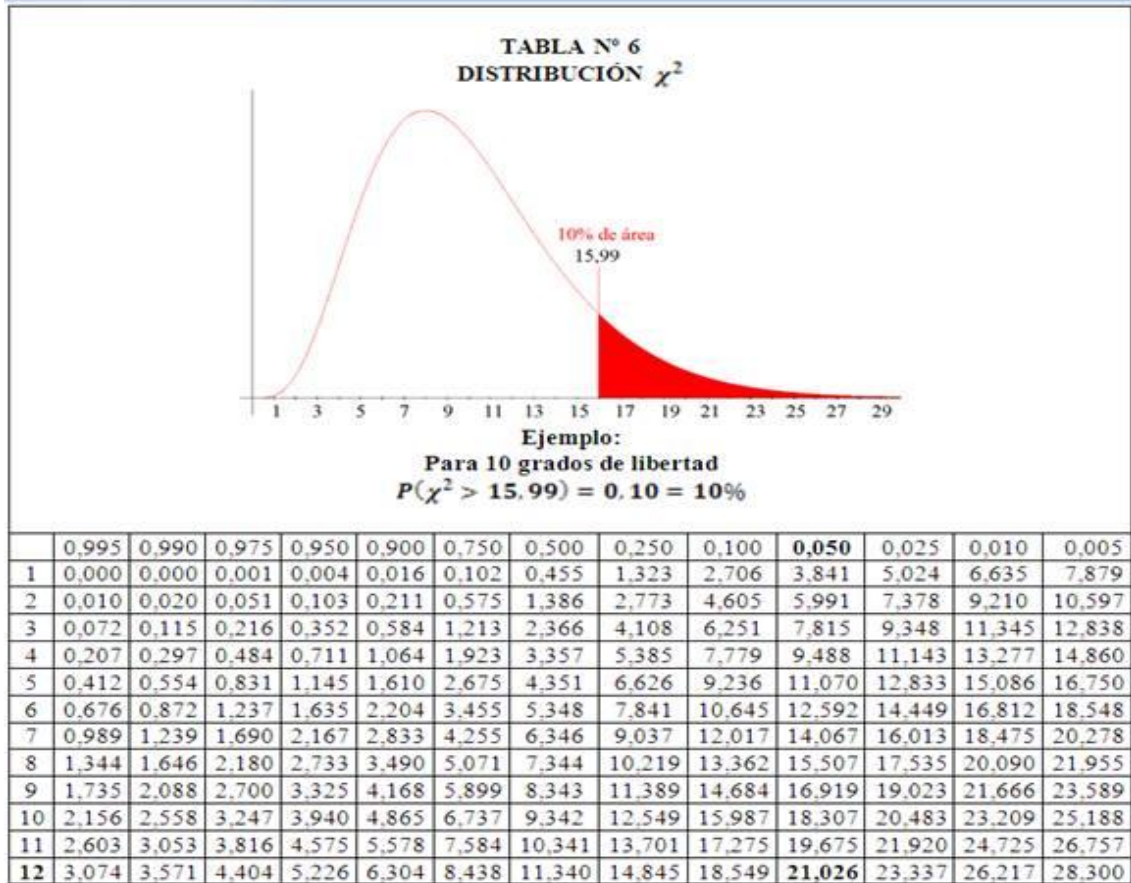 TABLA Nº 6
DISTRIBUCIÓN χ²
10% de área
15,99
1 3 5 7 9 11 13 15 17 19 21 23 25 27 29
Ejemplo:
Para 10 grados de libertad
P(χ² > 15,99) = 0,10 = 10%
0,995 0,990 0,975 0,950 0,900 0,750 0,500 0,250 0,100 0,050 0,025 0,010 0,005
1 0,000 0,000 0,001 0,004 0,016 0,102 0,455 1,323 2,706 3,841 5,024 6,635 7,879
2 0,010 0,020 0,051 0,103 0,211 0,575 1,386 2,773 4,605 5,991 7,378 9,210 10,597
3 0,072 0,115 0,216 0,352 0,584 1,213 2,366 4,108 6,251 7,815 9,348 11,345 12,838
4 0,207 0,297 0,484 0,711 1,064 1,923 3,357 5,385 7,779 9,488 11,143 13,277 14,860
5 0,412 0,554 0,831 1,145 1,610 2,675 4,351 6,626 9,236 11,070 12,833 15,086 16,750
6 0,676 0,872 1,237 1,635 2,204 3,455 5,348 7,841 10,645 12,592 14,449 16,812 18,548
7 0,989 1,239 1,690 2,167 2,833 4,255 6,346 9,037 12,017 14,067 16,013 18,475 20,278
8 1,344 1,646 2,180 2,733 3,490 5,071 7,344 10,219 13,362 15,507 17,535 20,090 21,955
9 1,735 2,088 2,700 3,325 4,168 5,899 8,343 11,389 14,684 16,919 19,023 21,666 23,589
10 2,156 2,558 3,247 3,940 4,865 6,737 9,342 12,549 15,987 18,307 20,483 23,209 25,188
11 2,603 3,053 3,816 4,575 5,578 7,584 10,341 13,701 17,275 19,675 21,920 24,725 26,757
12 3,074 3,571 4,404 5,226 6,304 8,438 11,340 14,845 18,549 21,026 23,337 26,217 28,300